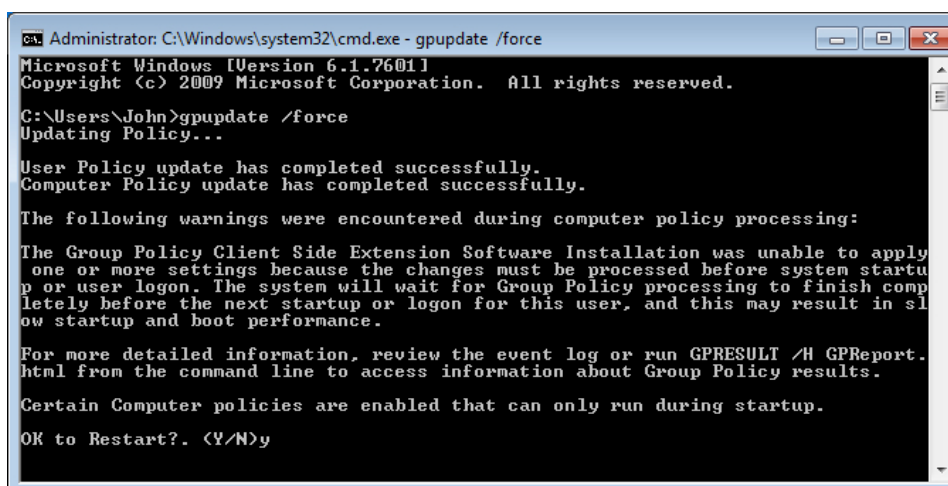 Administrator: C:\Windows\system32\cmd.exe - gpupdate /force
Microsoft Windows [Version 6.1.7601]
Copyright (c) 2009 Microsoft Corporation.  All rights reserved.
C:\Users\John>gpupdate /force
Updating Policy...
User Policy update has completed successfully.
Computer Policy update has completed successfully.
The following warnings were encountered during computer policy processing:
The Group Policy Client Side Extension Software Installation was unable to apply
 one or more settings because the changes must be processed before system startu
p or user logon. The system will wait for Group Policy processing to finish comp
letely before the next startup or logon for this user, and this may result in sl
ow startup and boot performance.
For more detailed information, review the event log or run GPRESULT /H GPReport.
html from the command line to access information about Group Policy results.
Certain Computer policies are enabled that can only run during startup.
OK to Restart?. (Y/N)y